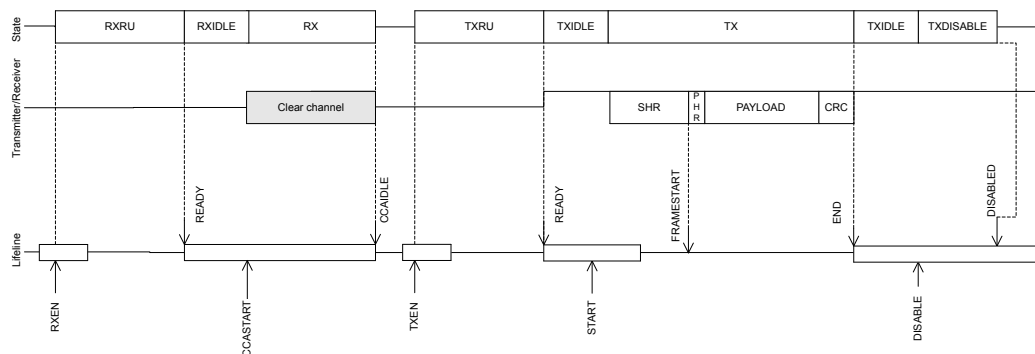 State
RXRU RXIDLE RX TXRU TXIDLE TX TXIDLE TXDISABLE
Transmitter/Receiver
Clear channel SHR PHR PAYLOAD CRC
READY CCAIDLE READY FRAMESTART END DISABLED
Lifeline
RXEN CCASTART TXEN START DISABLE